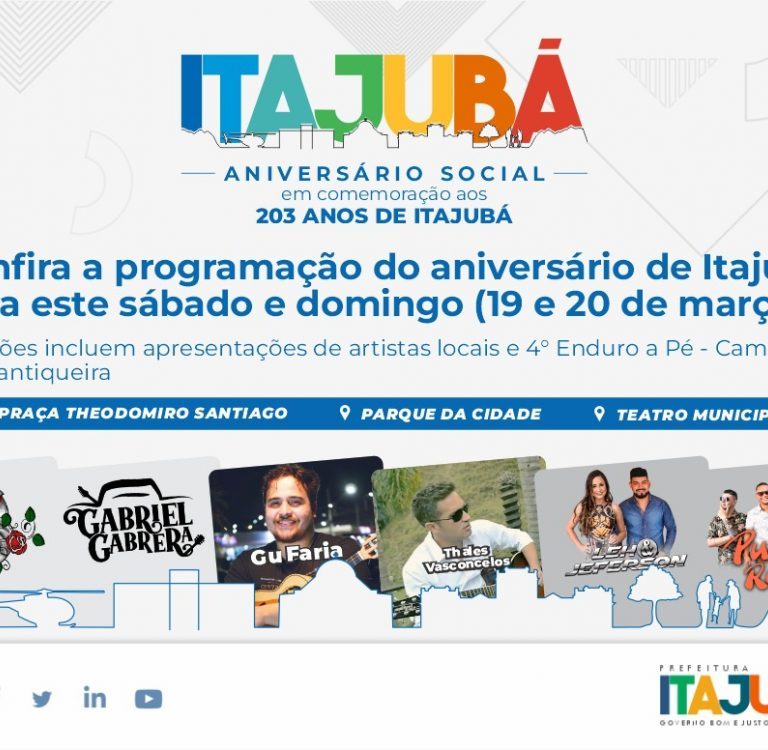 ITAJUBÁ
ANIVERSÁRIO SOCIAL
em comemoração aos
203 ANOS DE ITAJUBÁ
nfira a programação do aniversário de Itaju
a este sábado e domingo (19 e 20 de març
ões incluem apresentações de artistas locais e 4° Enduro a Pé - Cam
antiqueira
PRAÇA THEODOMIRO SANTIAGO PARQUE DA CIDADE TEATRO MUNICIP
GABRIEL
GABRERA
Gu Faria
Tháles
Vasconcelos
LEH &
JEFERSON
PREFEITURA
ITAJU
GOVERNO BOM E JUSTO